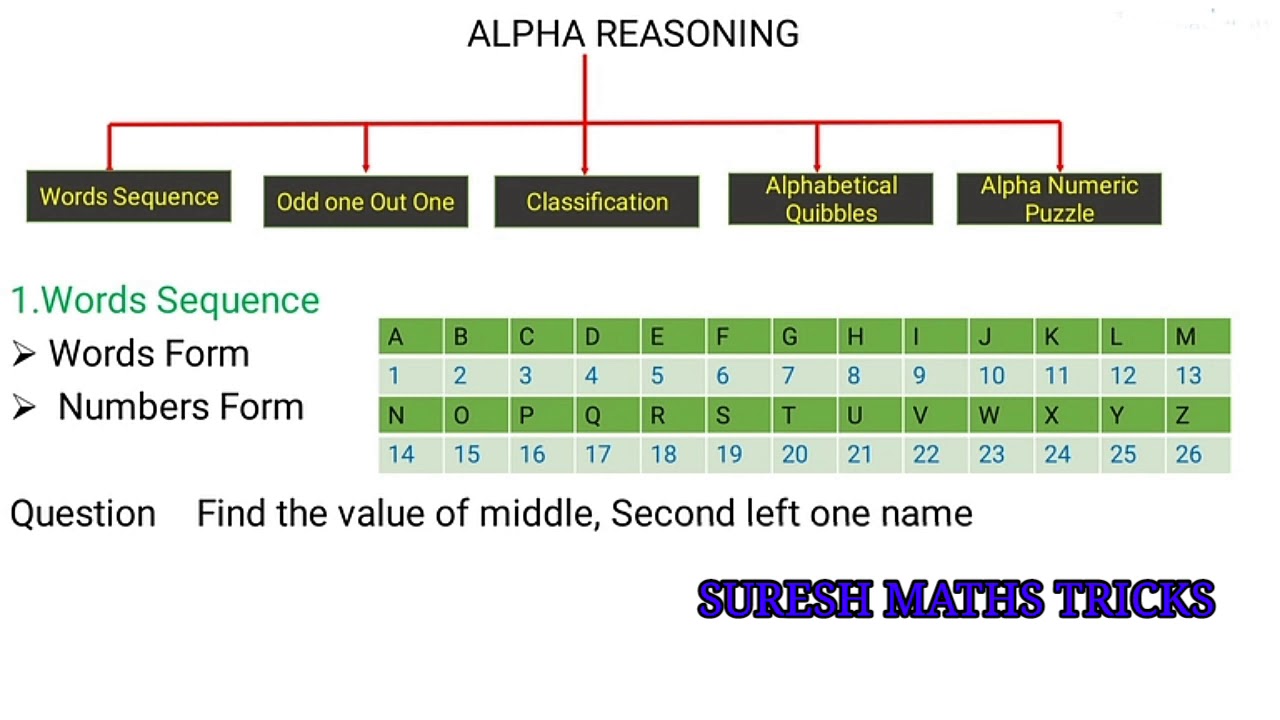 ALPHA REASONING
Words Sequence
Odd one Out One
Classification
Alphabetical
Quibbles
Alpha Numeric
Puzzle
1.Words Sequence
➢ Words Form
➢ Numbers Form
A B C D E F G H I J K L M
1 2 3 4 5 6 7 8 9 10 11 12 13
N O P Q R S T U V W X Y Z
14 15 16 17 18 19 20 21 22 23 24 25 26
Question Find the value of middle, Second left one name
SURESH MATHS TRICKS